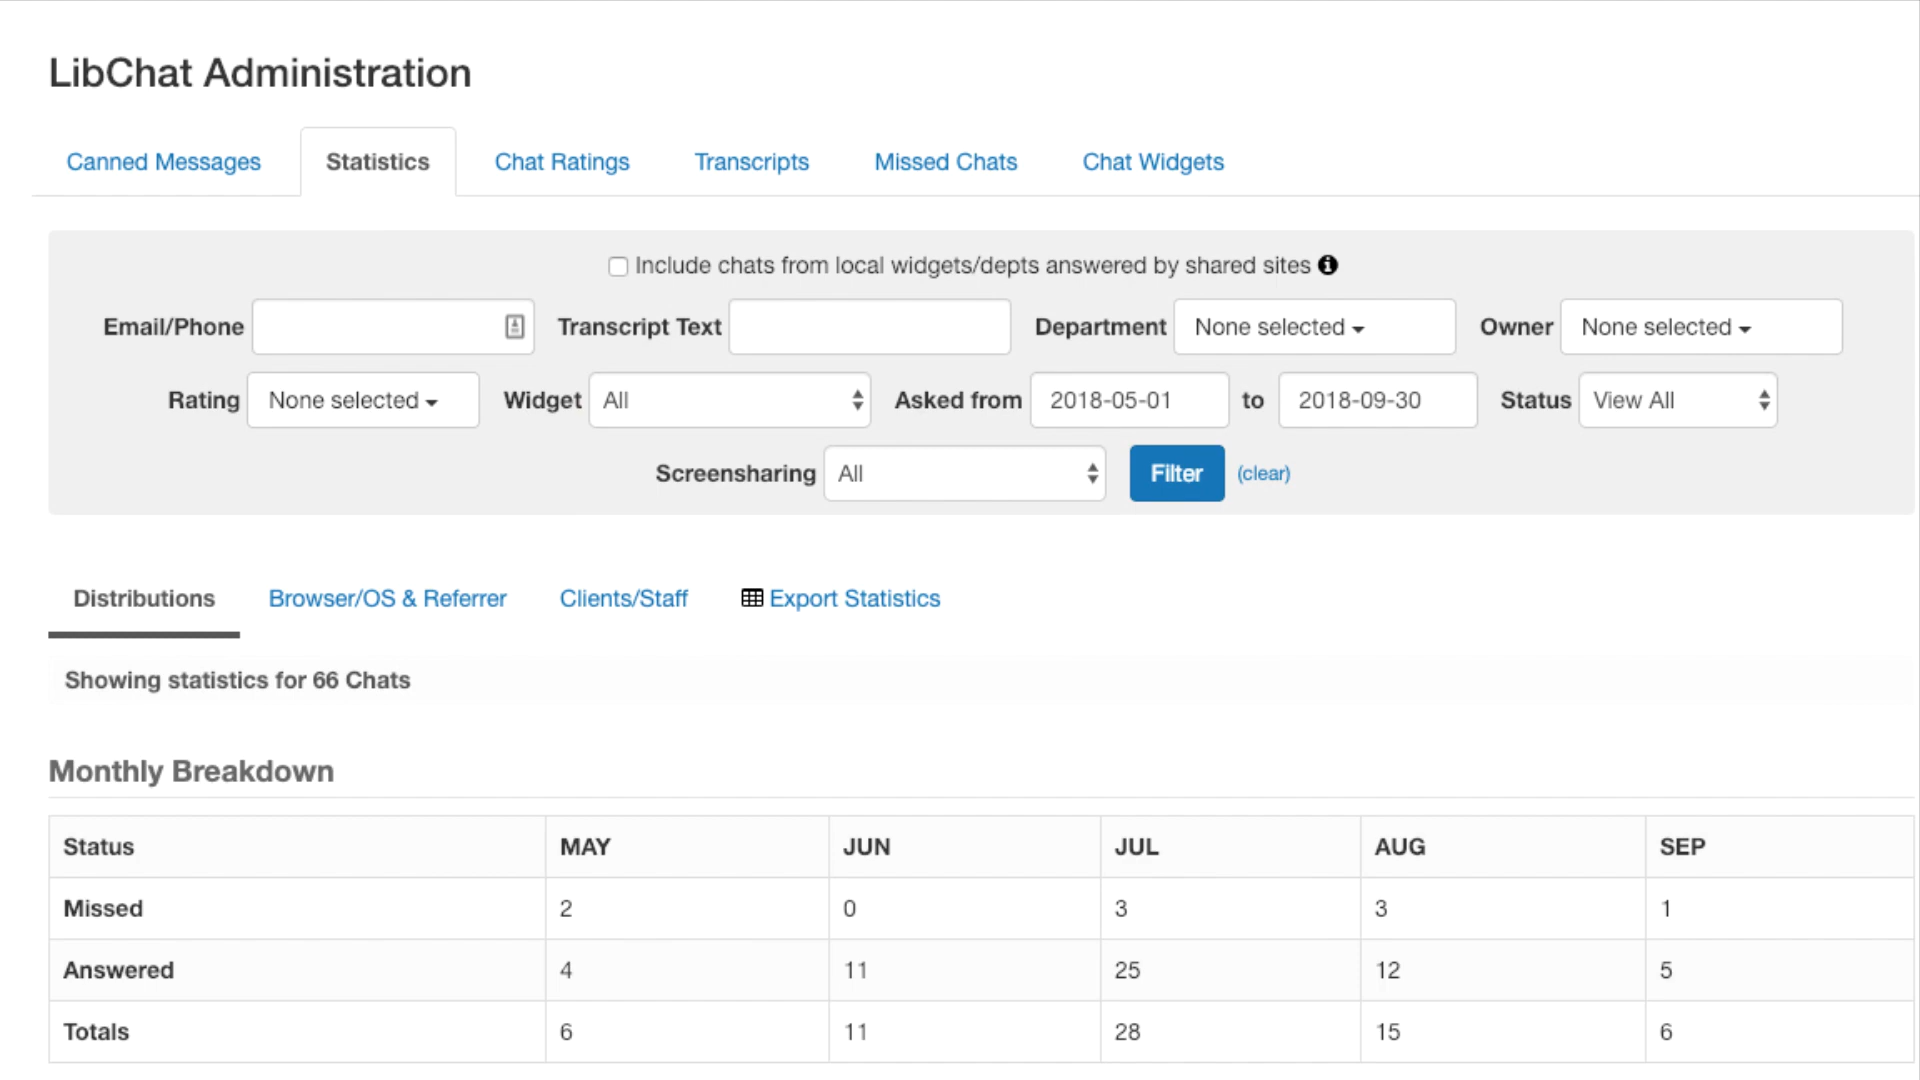 LibChat Administration
Canned Messages Statistics Chat Ratings Transcripts Missed Chats Chat Widgets
Include chats from local widgets/depts answered by shared sites
Email/Phone Transcript Text Department None selected Owner None selected
Rating None selected Widget All Asked from 2018-05-01 to 2018-09-30 Status View All
Screensharing All Filter (clear)
Distributions Browser/OS & Referrer Clients/Staff Export Statistics
Showing statistics for 66 Chats
Monthly Breakdown
Status MAY JUN JUL AUG SEP
Missed 2 0 3 3 1
Answered 4 11 25 12 5
Totals 6 11 28 15 6